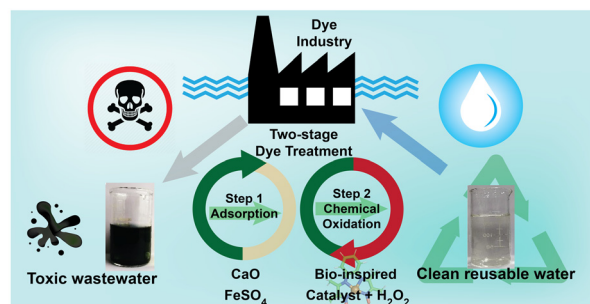 Dye
Industry
Two-stage
Dye Treatment
Step 1
Adsorption
Step 2
Chemical
Oxidation
Toxic wastewater
CaO
FeSO₄
Bio-inspired
Catalyst + H₂O₂
Clean reusable water